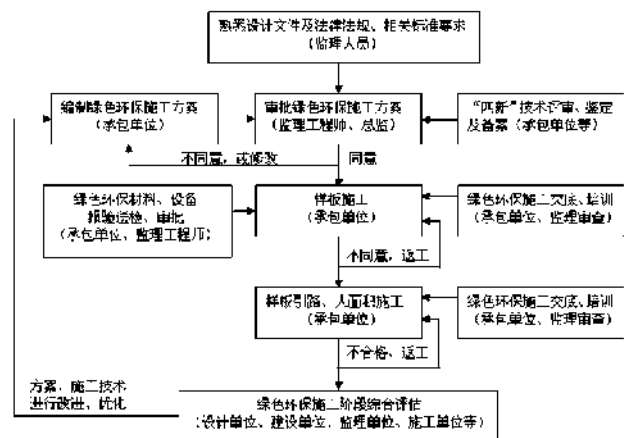 熟悉设计文件及法律法规、相关标准要求
（监理人员）
编制绿色环保施工方案
（承包单位）
审批绿色环保施工方案
（监理工程师、总监）
“四新”技术评审、鉴定
及备案（承包单位等）
不同意，或修改
同意
绿色环保材料、设备
报验送检、审批
（承包单位、监理工程师）
样板施工
（承包单位）
绿色环保施工交底、培训
（承包单位、监理审查）
不同意，返工
样板引路、大面积施工
（承包单位）
绿色环保施工交底、培训
（承包单位、监理审查）
不合格、返工
方案，施工技术
进行改进、优化
绿色环保施工阶段综合评估
（设计单位、建设单位、监理单位、施工单位等）